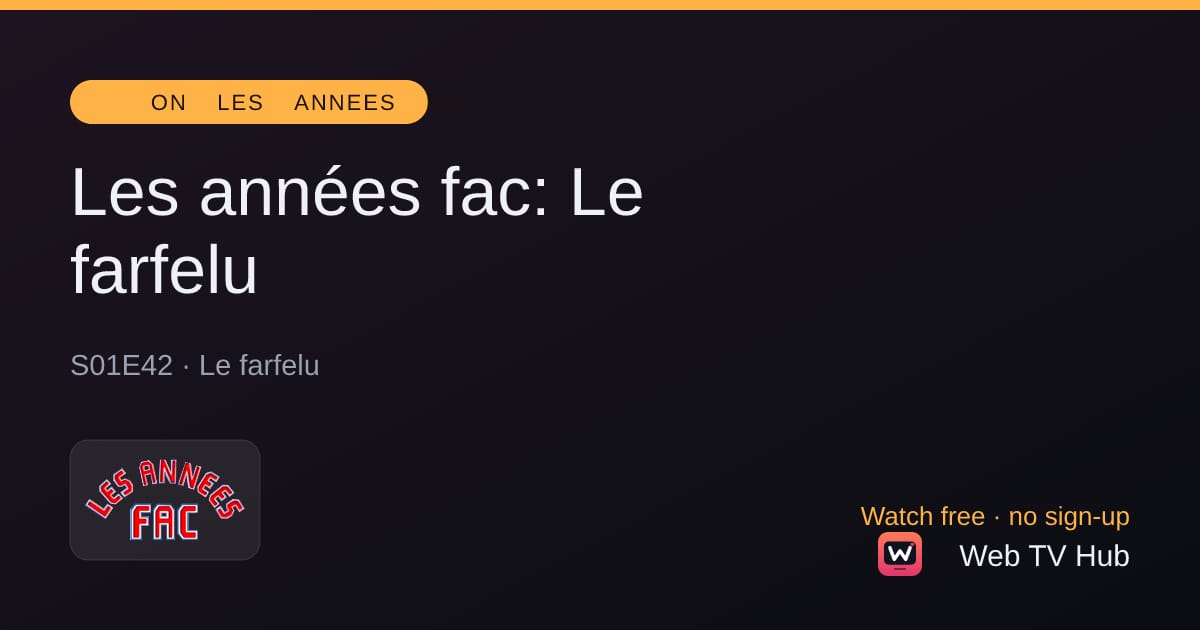 ON LES ANNEES
Les années fac: Le
farfelu
S01E42 · Le farfelu
LES ANNEES
FAC
Watch free · no sign-up
W
Web TV Hub